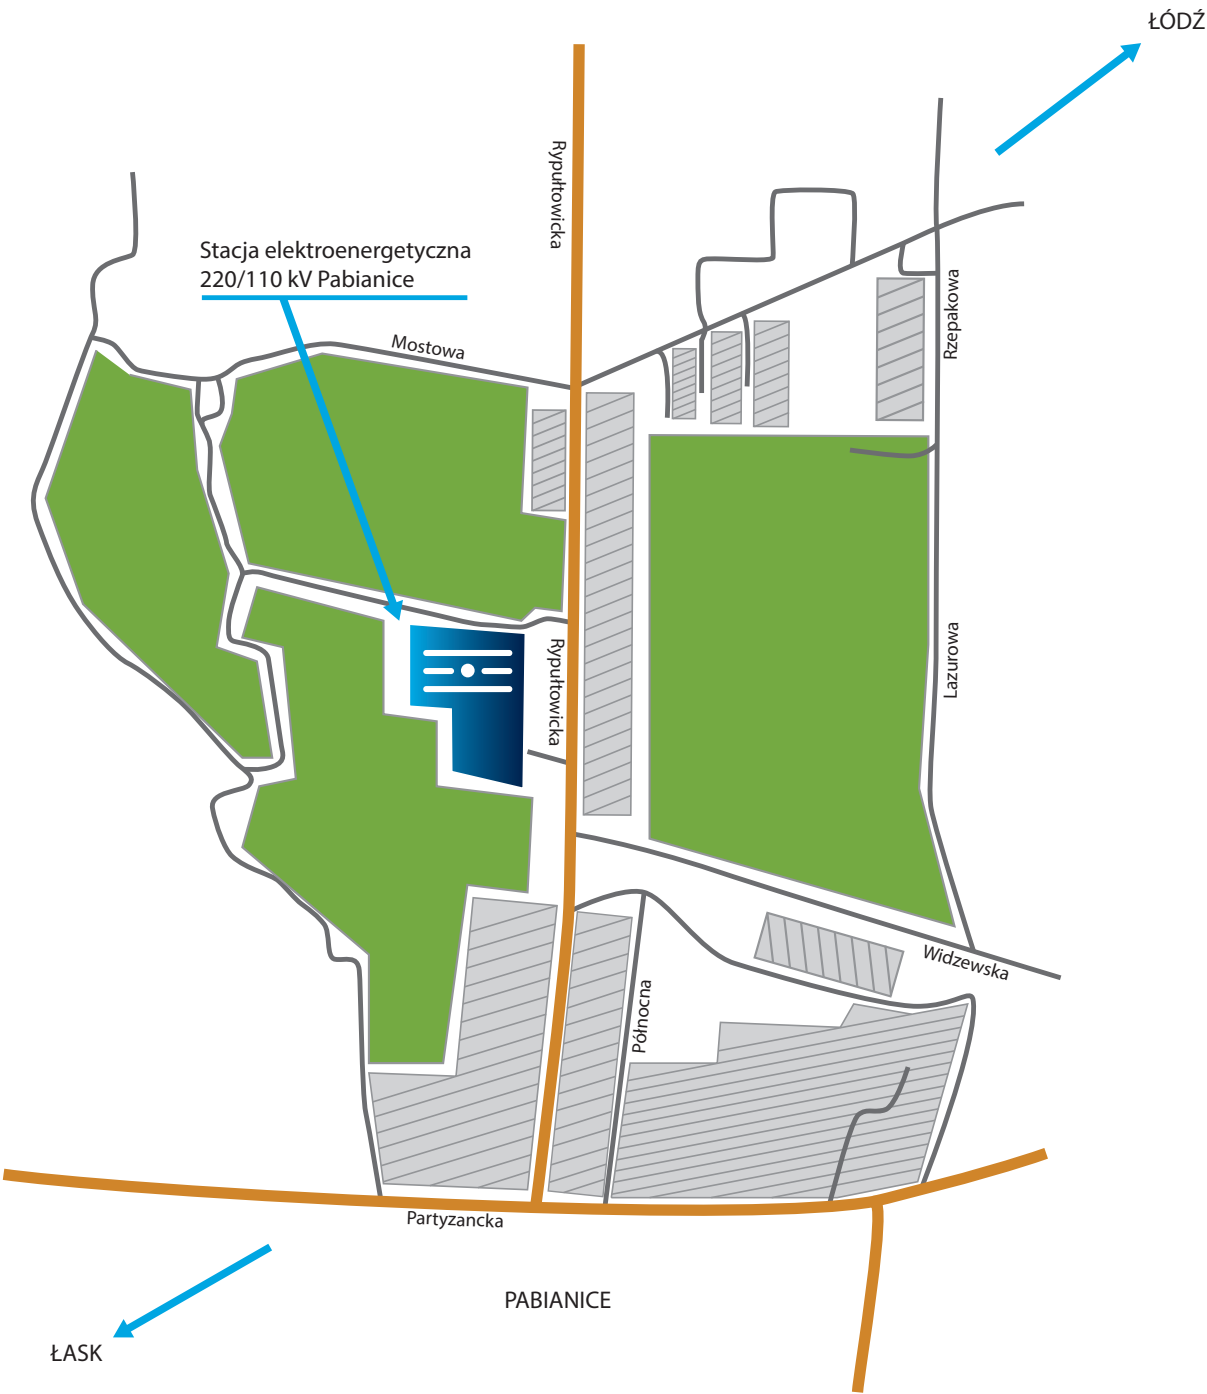 ŁÓDŹ
Rypułtowicka
Stacja elektroenergetyczna
220/110 kV Pabianice
Rzepakowa
Mostowa
Lazurowa
Rypułtowicka
Widzewska
Północna
Partyzancka
PABIANICE
ŁASK